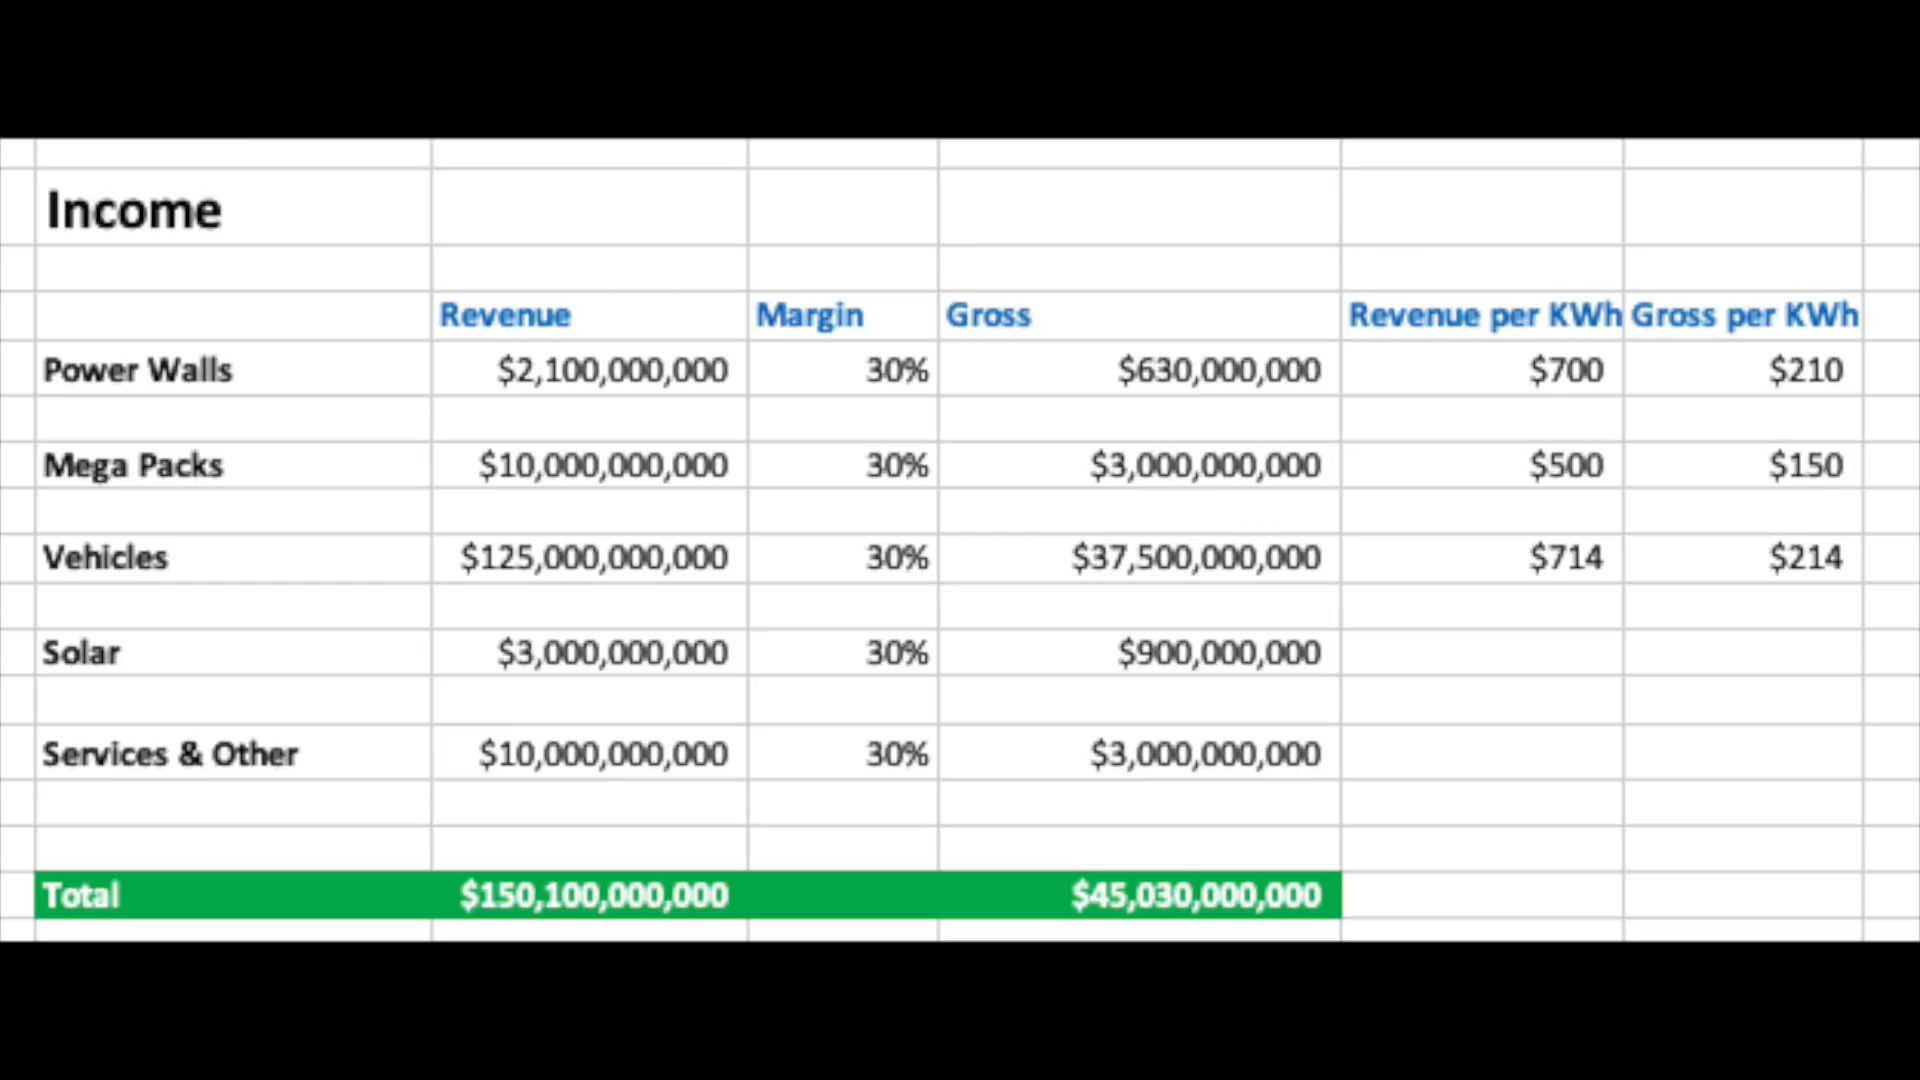 Income
Revenue Margin Gross Revenue per KWh Gross per KWh
Power Walls $2,100,000,000 30% $630,000,000 $700 $210
Mega Packs $10,000,000,000 30% $3,000,000,000 $500 $150
Vehicles $125,000,000,000 30% $37,500,000,000 $714 $214
Solar $3,000,000,000 30% $900,000,000
Services & Other $10,000,000,000 30% $3,000,000,000
Total $150,100,000,000 $45,030,000,000